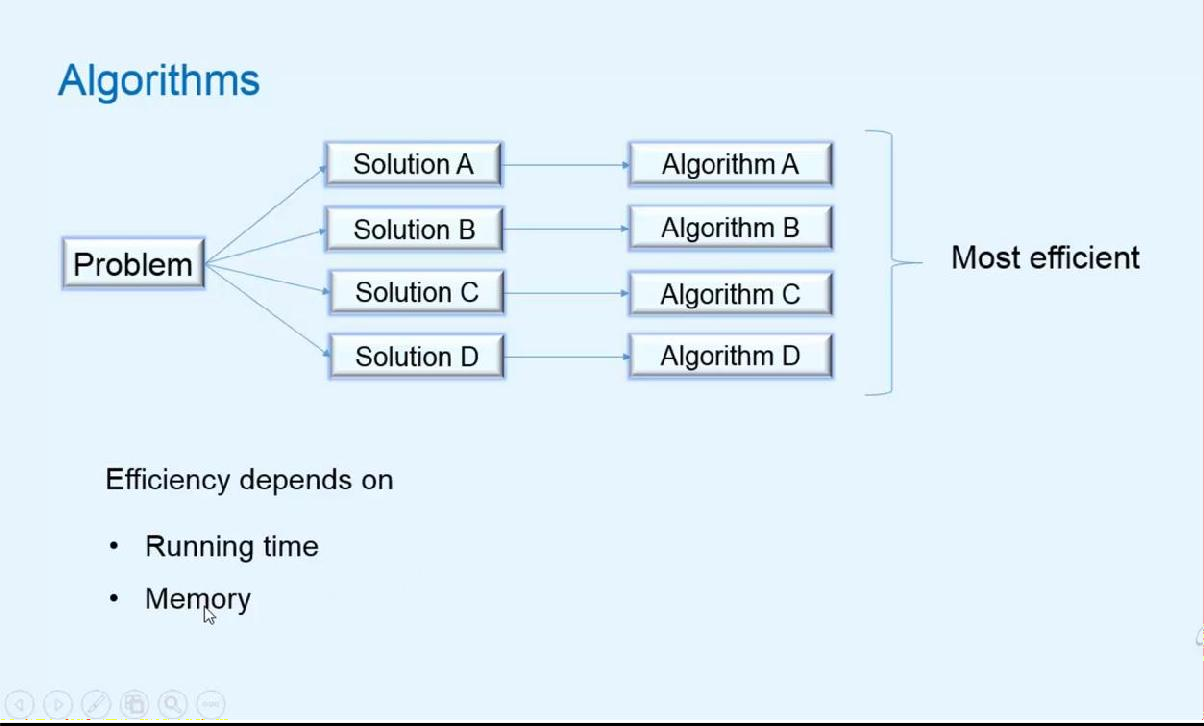 Algorithms
Problem
Solution A
Algorithm A
Solution B
Algorithm B
Solution C
Algorithm C
Solution D
Algorithm D
Most efficient
Efficiency depends on
• Running time
• Memory